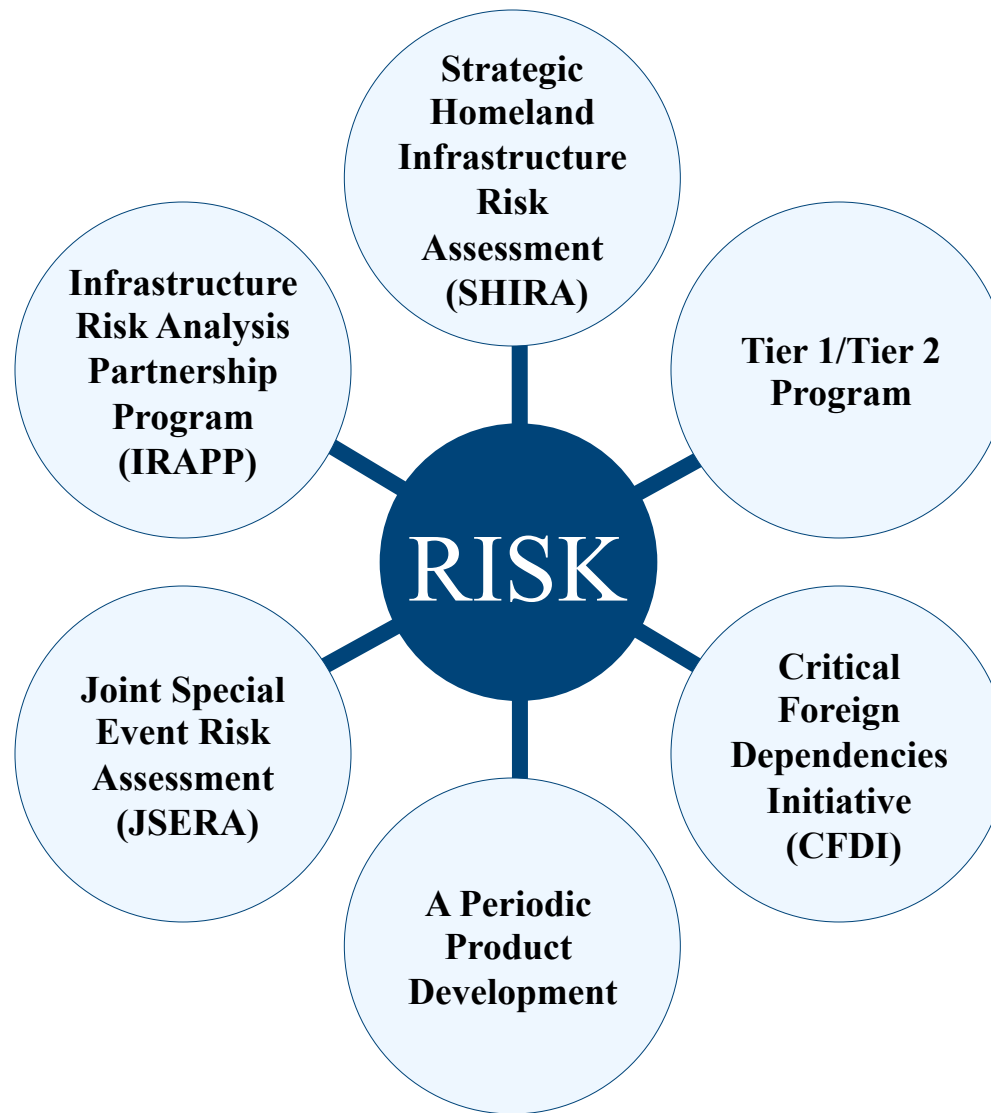 Strategic
Homeland
Infrastructure
Risk
Assessment
(SHIRA)
Infrastructure
Risk Analysis
Partnership
Program
(IRAPP)
Tier 1/Tier 2
Program
RISK
Joint Special
Event Risk
Assessment
(JSERA)
Critical
Foreign
Dependencies
Initiative
(CFDI)
A Periodic
Product
Development